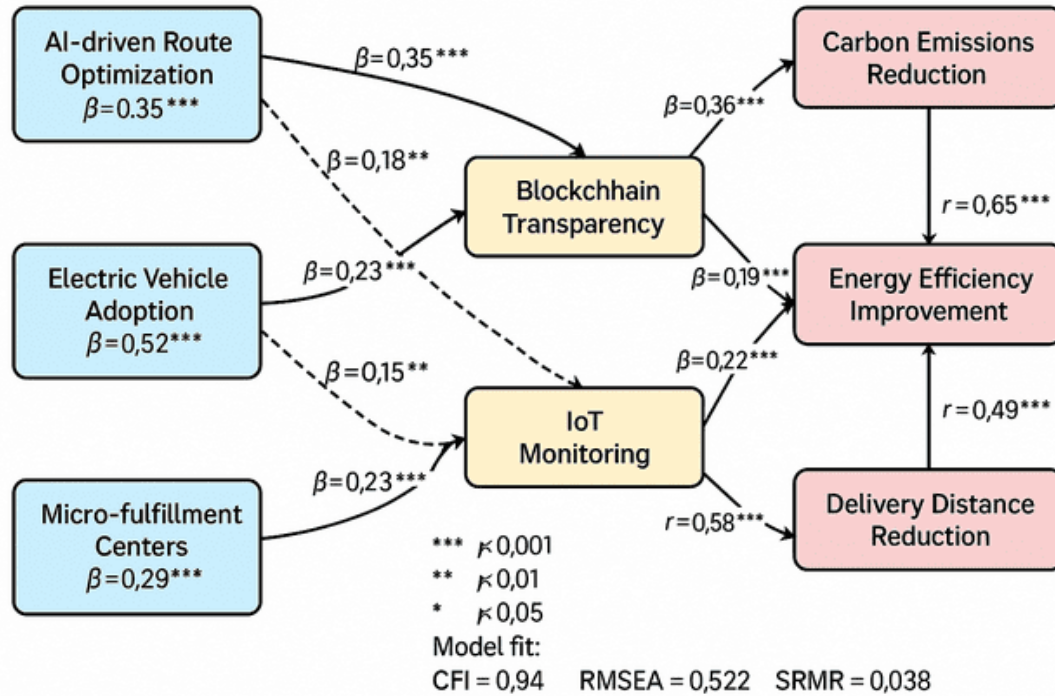 AI-driven Route
Optimization
β=0.35***
β=0,35***
Carbon Emissions
Reduction
β=0,36***
β=0,18**
Blockchhain
Transparency
r=0,65***
Electric Vehicle
Adoption
β=0,52***
β=0,23***
β=0,19***
Energy Efficiency
Improvement
β=0,15**
β=0,22***
IoT
Monitoring
r=0,49***
β=0,23***
Micro-fulfillment
Centers
β=0,29***
r=0,58***
Delivery Distance
Reduction
*** 0,001
** 0,01
* 0,05
Model fit:
CFI = 0,94 RMSEA = 0,522 SRMR = 0,038